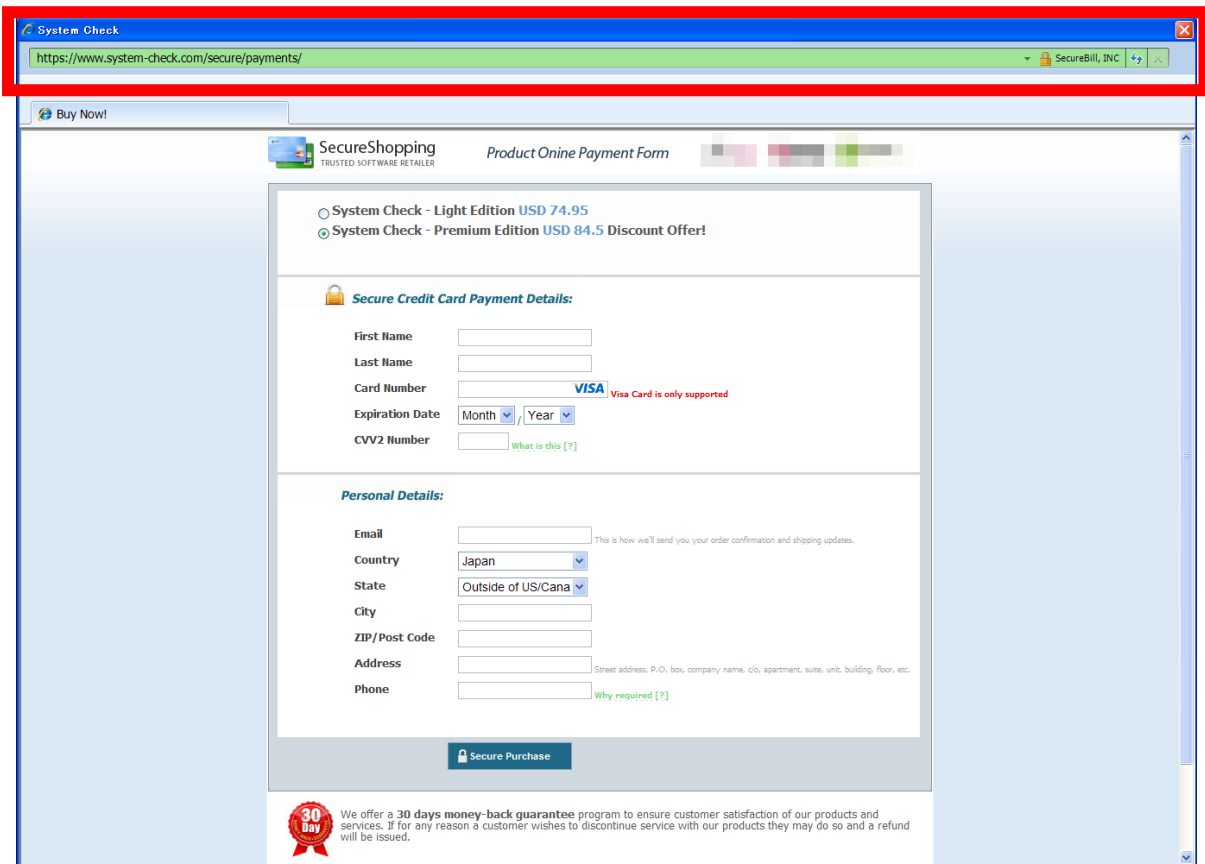 System Check
https://www.system-check.com/secure/payments/
SecureBill, INC
Buy Now!
SecureShopping
TRUSTED SOFTWARE RETAILER
Product Onine Payment Form
System Check - Light Edition USD 74.95
System Check - Premium Edition USD 84.5 Discount Offer!
Secure Credit Card Payment Details:
First Name
Last Name
Card Number VISA Visa Card is only supported
Expiration Date Month / Year
CVV2 Number What is this [?]
Personal Details:
Email This is how we'll send you your order confirmation and shipping updates.
Country Japan
State Outside of US/Cana
City
ZIP/Post Code
Address Street address, P.O. box, company name, c/o, apartment, suite, unit, building, floor, etc.
Phone Why required [?]
Secure Purchase
30
Day
We offer a 30 days money-back guarantee program to ensure customer satisfaction of our products and
services. If for any reason a customer wishes to discontinue service with our products they may do so and a refund
will be issued.